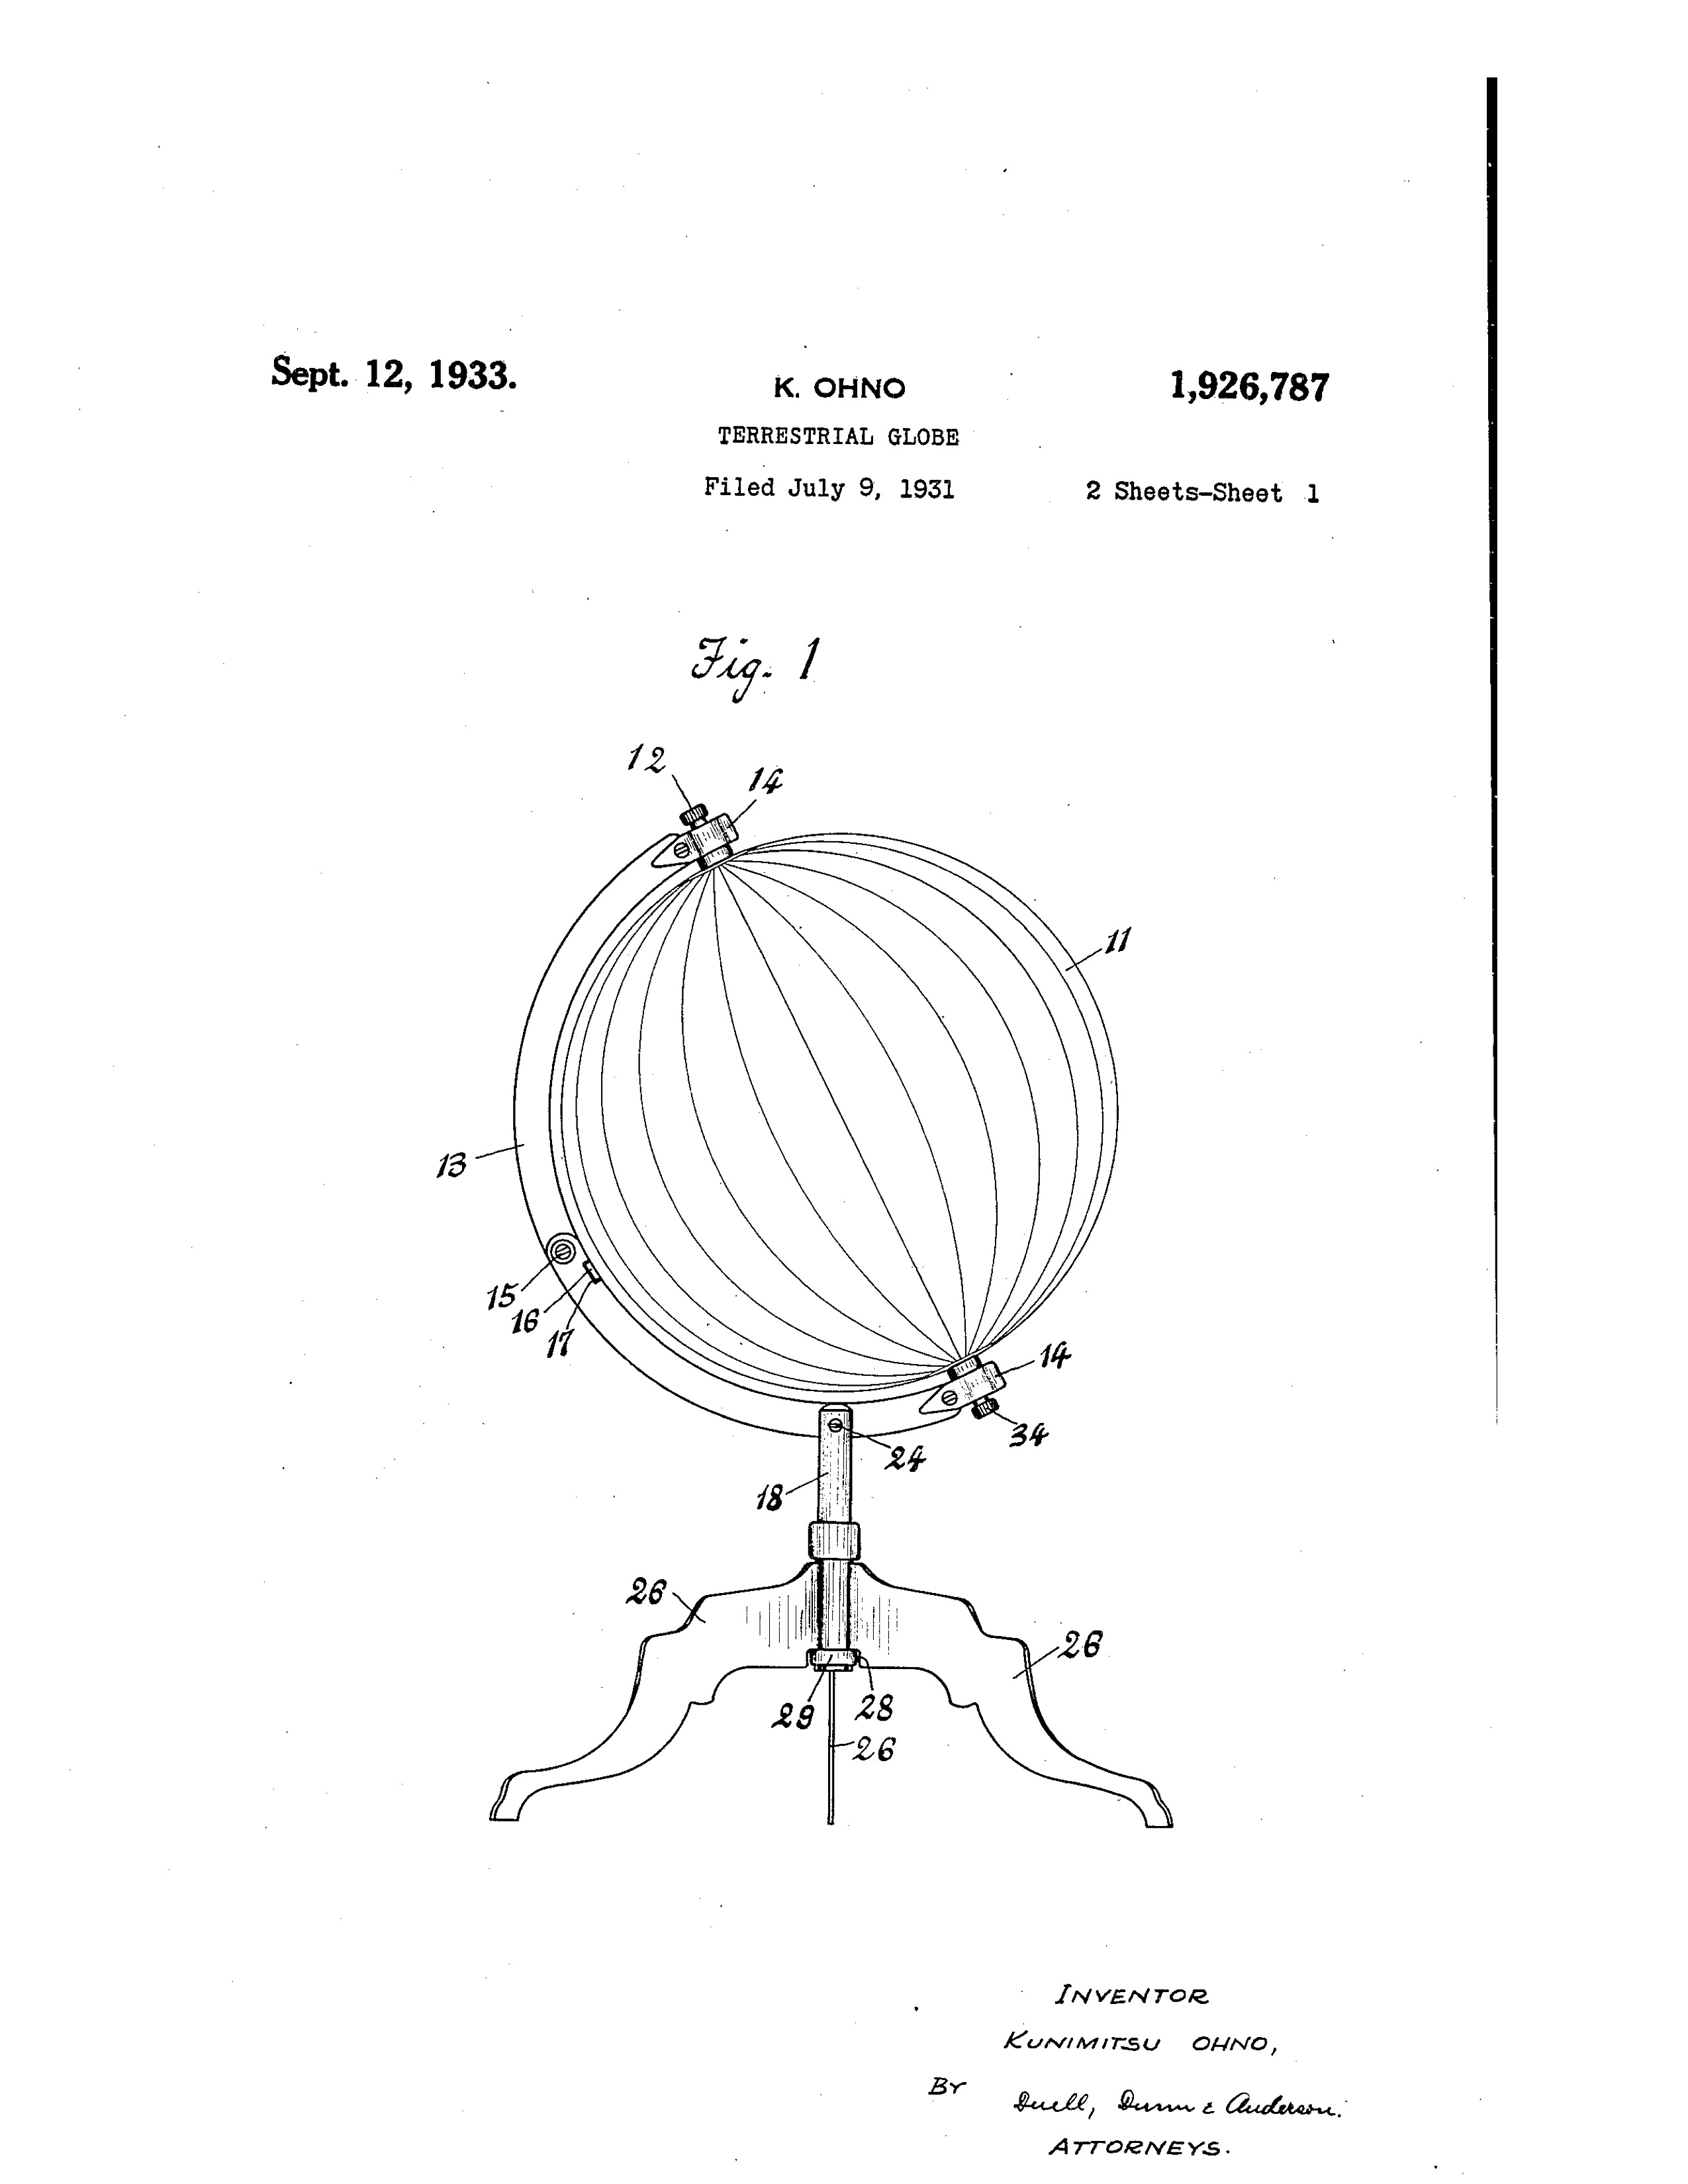 Sept. 12, 1933.
K. OHNO
1,926,787
TERRESTRIAL GLOBE
Filed July 9, 1931
2 Sheets-Sheet 1
Fig. 1
12
14
11
13
15
16
17
14
34
24
18
26
26
29
28
26
INVENTOR
KUNIMITSU OHNO,
BY
Duell, Dunn & Anderson.
ATTORNEYS.